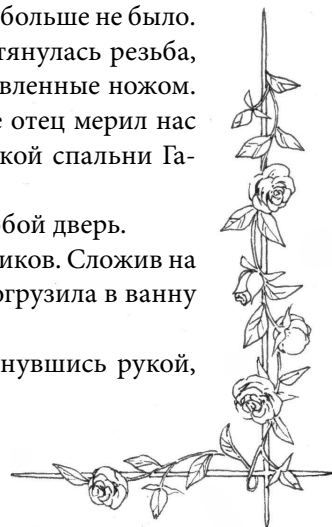 больше не было.
тянулась резьба,
вленные ножом.
е отец мерил нас
кой спальни Га-
обой дверь.
иков. Сложив на
огрузила в ванну
нувшись рукой,